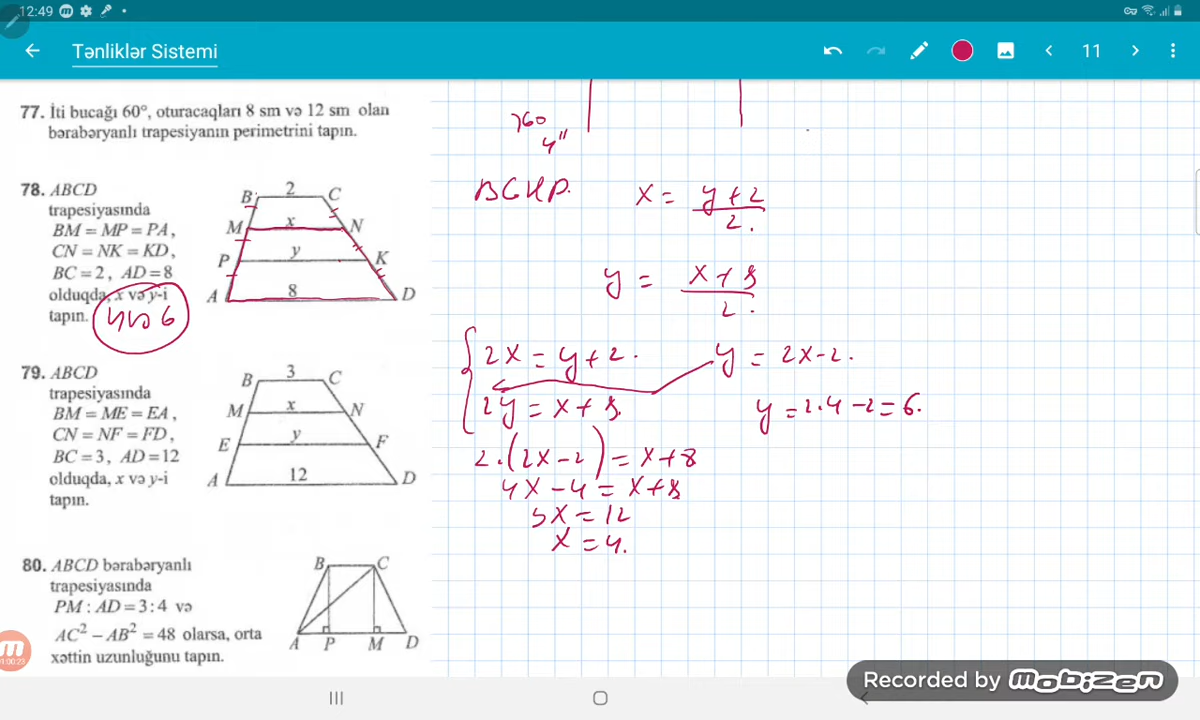 12:49
Tənliklər Sistemi
11
77. İti bucağı 60°, oturacaqları 8 sm və 12 sm olan
bərabəryanlı trapesiyanın perimetrini tapın.
78. ABCD
trapesiyasında
BM = MP = PA,
CN = NK = KD,
BC = 2, AD = 8
olduqda, x və y-i
tapın.
4 və 6
B 2 C
M x N
P y K
A 8 D
79. ABCD
trapesiyasında
BM = ME = EA,
CN = NF = FD,
BC = 3, AD = 12
olduqda, x və y-i
tapın.
B 3 C
M x N
E y F
A 12 D
80. ABCD bərabəryanlı
trapesiyasında
PM : AD = 3 : 4 və
AC² – AB² = 48 olarsa, orta
xəttin uzunluğunu tapın.
B C
A P M D
x = y + 2
2.
y = x + 8
2.
2x = y + 2.
y = 2x - 2.
2y = x + 8.
y = 2.4 - 2 = 6.
2.(2x - 2) = x + 8
4x - 4 = x + 8
3x = 12
x = 4.
Recorded by mobizen